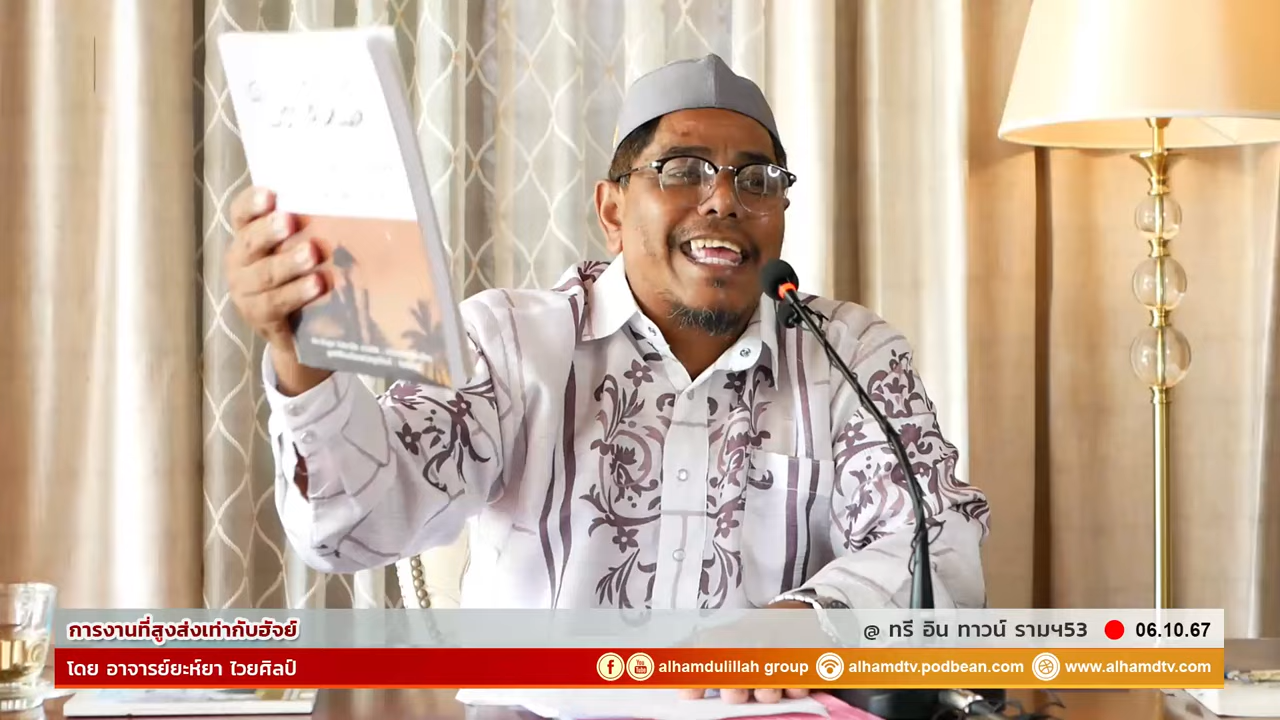 การงานที่สูงส่งเท่ากับฮัจย์
@ ทรี อิน ทาวน์ รามฯ53 06.10.67
โดย อาจารย์ยะห์ยา ไวยศิลป์
alhamdulillah group alhamdtv.podbean.com www.alhamdtv.com